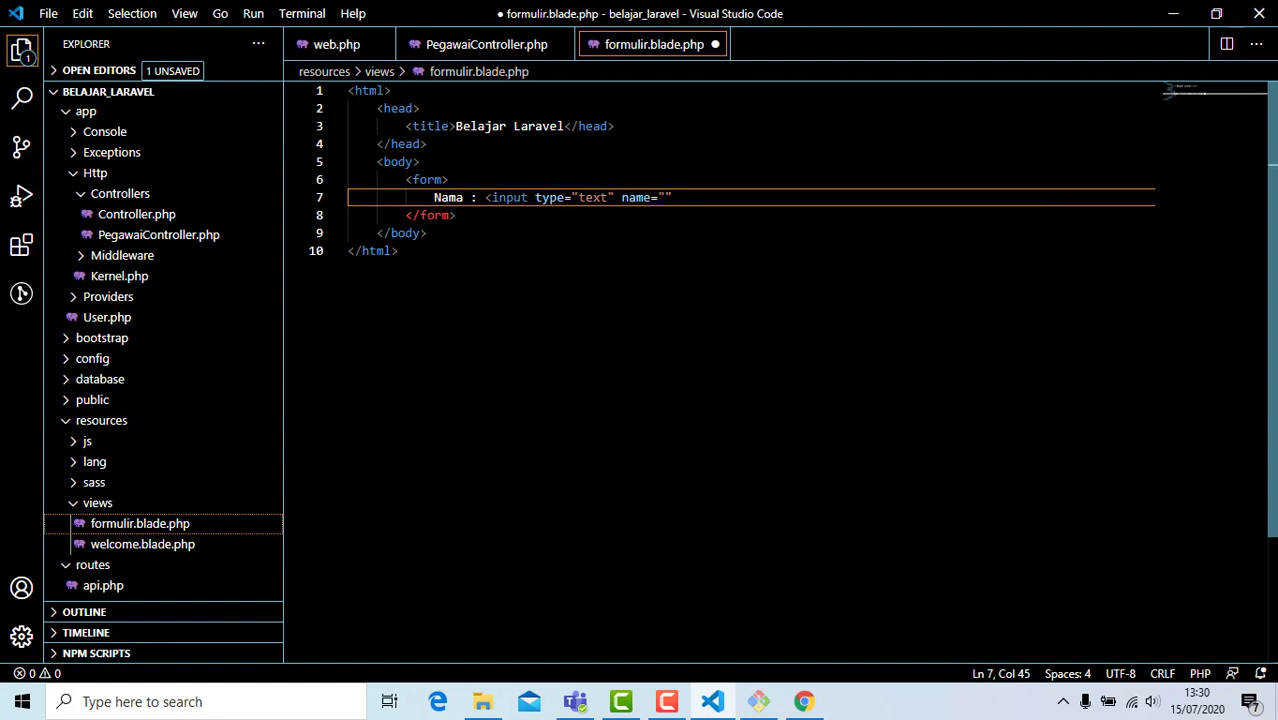 File Edit Selection View Go Run Terminal Help
● formulir.blade.php - belajar_laravel - Visual Studio Code
EXPLORER
web.php
PegawaiController.php
formulir.blade.php
1
OPEN EDITORS 1 UNSAVED
BELAJAR_LARAVEL
app
Console
Exceptions
Http
Controllers
Controller.php
PegawaiController.php
Middleware
Kernel.php
Providers
User.php
bootstrap
config
database
public
resources
js
lang
sass
views
formulir.blade.php
welcome.blade.php
routes
api.php
OUTLINE
TIMELINE
NPM SCRIPTS
resources > views > formulir.blade.php
1 <html>
2 <head>
3 <title>Belajar Laravel</head>
4 </head>
5 <body>
6 <form>
7 Nama : <input type="text" name=""
8 </form>
9 </body>
10 </html>
0 0
Ln 7, Col 45 Spaces: 4 UTF-8 CRLF PHP
Type here to search
13:30
15/07/2020
7